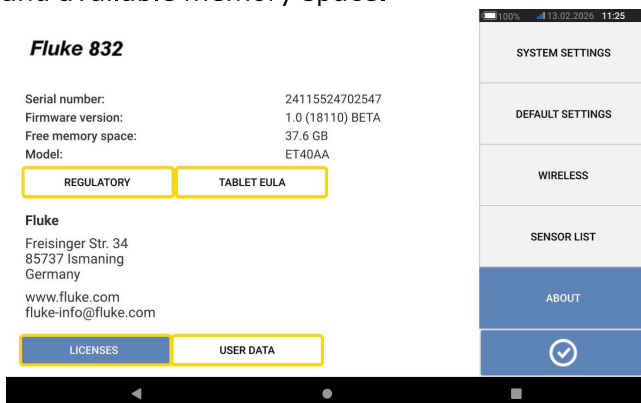 and available memory space.
100% 13.02.2026 11:25
Fluke 832
Serial number: 24115524702547
Firmware version: 1.0 (18110) BETA
Free memory space: 37.6 GB
Model: ET40AA
REGULATORY TABLET EULA
Fluke
Freisinger Str. 34
85737 Ismaning
Germany
www.fluke.com
fluke-info@fluke.com
LICENSES USER DATA
SYSTEM SETTINGS
DEFAULT SETTINGS
WIRELESS
SENSOR LIST
ABOUT